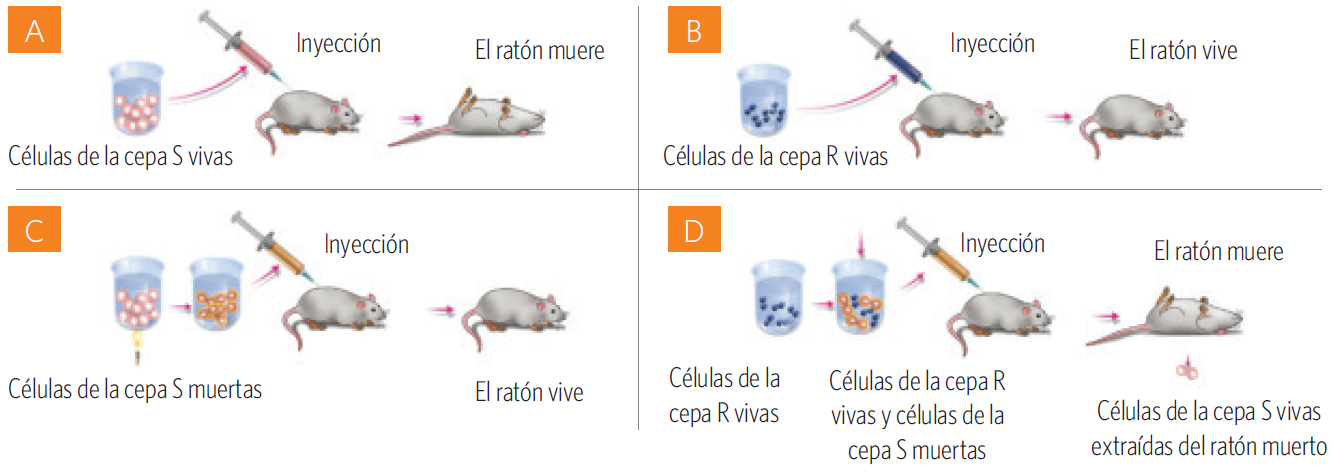 A
Inyección
El ratón muere
Células de la cepa S vivas
B
Inyección
El ratón vive
Células de la cepa R vivas
C
Inyección
Células de la cepa S muertas
El ratón vive
D
Inyección
El ratón muere
Células de la
cepa R vivas
Células de la cepa R
vivas y células de la
cepa S muertas
Células de la cepa S vivas
extraídas del ratón muerto